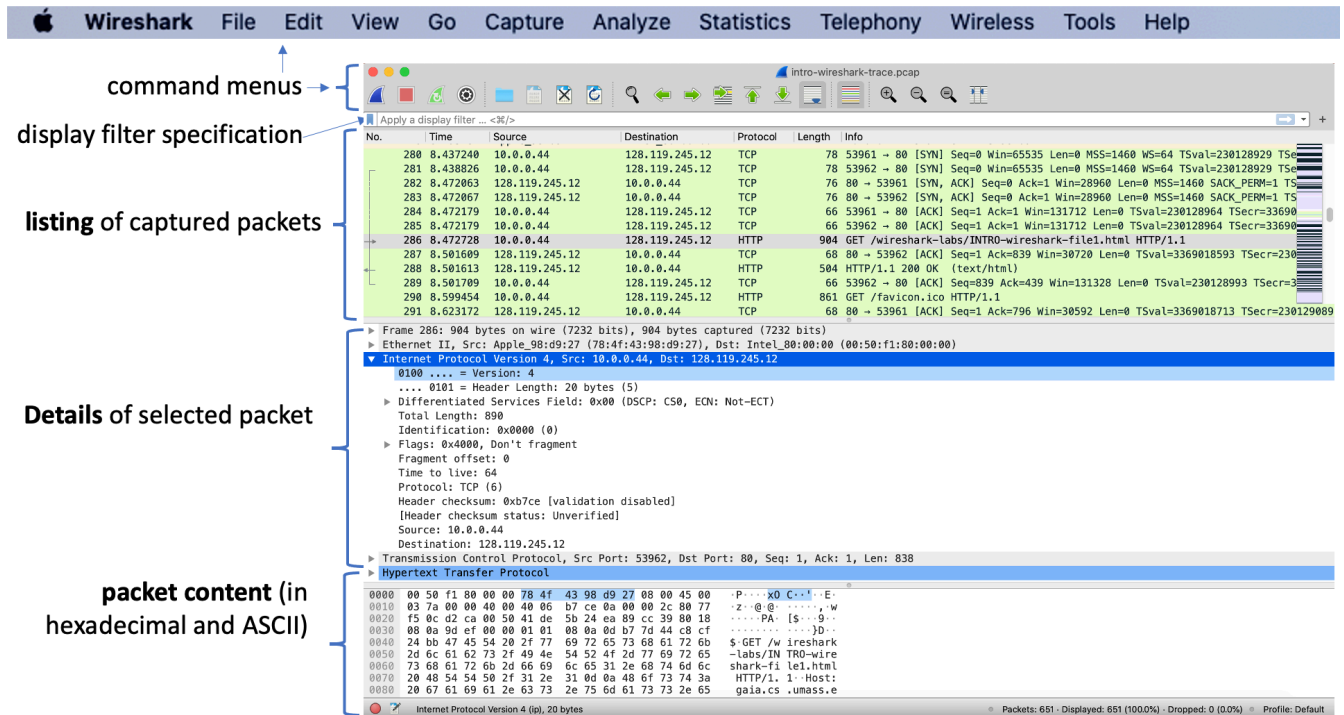 Wireshark File Edit View Go Capture Analyze Statistics Telephony Wireless Tools Help
command menus
intro-wireshark-trace.pcap
display filter specification
Apply a display filter ... <⌘/>
No. Time Source Destination Protocol Length Info
280 8.437240 10.0.0.44 128.119.245.12 TCP 78 53961 → 80 [SYN] Seq=0 Win=65535 Len=0 MSS=1460 WS=64 TSval=230128929 TSe
281 8.438826 10.0.0.44 128.119.245.12 TCP 78 53962 → 80 [SYN] Seq=0 Win=65535 Len=0 MSS=1460 WS=64 TSval=230128929 TSe
282 8.472063 128.119.245.12 10.0.0.44 TCP 76 80 → 53961 [SYN, ACK] Seq=0 Ack=1 Win=28960 Len=0 MSS=1460 SACK_PERM=1 TS
283 8.472067 128.119.245.12 10.0.0.44 TCP 76 80 → 53962 [SYN, ACK] Seq=0 Ack=1 Win=28960 Len=0 MSS=1460 SACK_PERM=1 TS
listing of captured packets
284 8.472179 10.0.0.44 128.119.245.12 TCP 66 53961 → 80 [ACK] Seq=1 Ack=1 Win=131712 Len=0 TSval=230128964 TSecr=33690
285 8.472179 10.0.0.44 128.119.245.12 TCP 66 53962 → 80 [ACK] Seq=1 Ack=1 Win=131712 Len=0 TSval=230128964 TSecr=33690
286 8.472728 10.0.0.44 128.119.245.12 HTTP 904 GET /wireshark-labs/INTRO-wireshark-file1.html HTTP/1.1
287 8.501609 128.119.245.12 10.0.0.44 TCP 68 80 → 53962 [ACK] Seq=1 Ack=839 Win=30720 Len=0 TSval=3369018593 TSecr=230
288 8.501613 128.119.245.12 10.0.0.44 HTTP 504 HTTP/1.1 200 OK (text/html)
289 8.501709 10.0.0.44 128.119.245.12 TCP 66 53962 → 80 [ACK] Seq=839 Ack=439 Win=131328 Len=0 TSval=230128993 TSecr=3
290 8.599454 10.0.0.44 128.119.245.12 HTTP 861 GET /favicon.ico HTTP/1.1
291 8.623172 128.119.245.12 10.0.0.44 TCP 68 80 → 53961 [ACK] Seq=1 Ack=796 Win=30592 Len=0 TSval=3369018713 TSecr=230129089
Frame 286: 904 bytes on wire (7232 bits), 904 bytes captured (7232 bits)
Ethernet II, Src: Apple_98:d9:27 (78:4f:43:98:d9:27), Dst: Intel_80:00:00 (00:50:f1:80:00:00)
Internet Protocol Version 4, Src: 10.0.0.44, Dst: 128.119.245.12
0100 .... = Version: 4
.... 0101 = Header Length: 20 bytes (5)
Differentiated Services Field: 0x00 (DSCP: CS0, ECN: Not-ECT)
Details of selected packet
Total Length: 890
Identification: 0x0000 (0)
Flags: 0x4000, Don't fragment
Fragment offset: 0
Time to live: 64
Protocol: TCP (6)
Header checksum: 0xb7ce [validation disabled]
[Header checksum status: Unverified]
Source: 10.0.0.44
Destination: 128.119.245.12
Transmission Control Protocol, Src Port: 53962, Dst Port: 80, Seq: 1, Ack: 1, Len: 838
Hypertext Transfer Protocol
packet content (in
hexadecimal and ASCII)
0000 00 50 f1 80 00 00 78 4f 43 98 d9 27 08 00 45 00 ·P····xO C··'··E·
0010 03 7a 00 00 40 00 40 06 b7 ce 0a 00 00 2c 80 77 ·z··@·@· ·····,·w
0020 f5 0c d2 ca 00 50 41 de 5b 24 ea 89 cc 39 80 18 ·····PA· [$···9··
0030 08 0a 9d ef 00 00 01 01 08 0a 0d b7 7d 44 c8 cf ········ ····}D··
0040 24 bb 47 45 54 20 2f 77 69 72 65 73 68 61 72 6b $·GET /w ireshark
0050 2d 6c 61 62 73 2f 49 4e 54 52 4f 2d 77 69 72 65 -labs/IN TRO-wire
0060 73 68 61 72 6b 2d 66 69 6c 65 31 2e 68 74 6d 6c shark-fi le1.html
0070 20 48 54 54 50 2f 31 2e 31 0d 0a 48 6f 73 74 3a HTTP/1. 1··Host:
0080 20 67 61 69 61 2e 63 73 2e 75 6d 61 73 73 2e 65 gaia.cs .umass.e
Internet Protocol Version 4 (ip), 20 bytes
Packets: 651 · Displayed: 651 (100.0%) · Dropped: 0 (0.0%)
Profile: Default